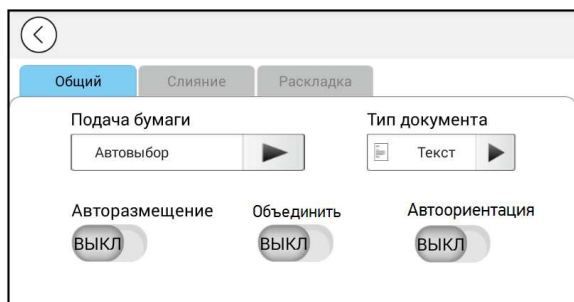 Общий Слияние Раскладка
Подача бумаги Тип документа
Автовыбор Текст
Авторазмещение Объединить Автоориентация
ВЫКЛ ВЫКЛ ВЫКЛ